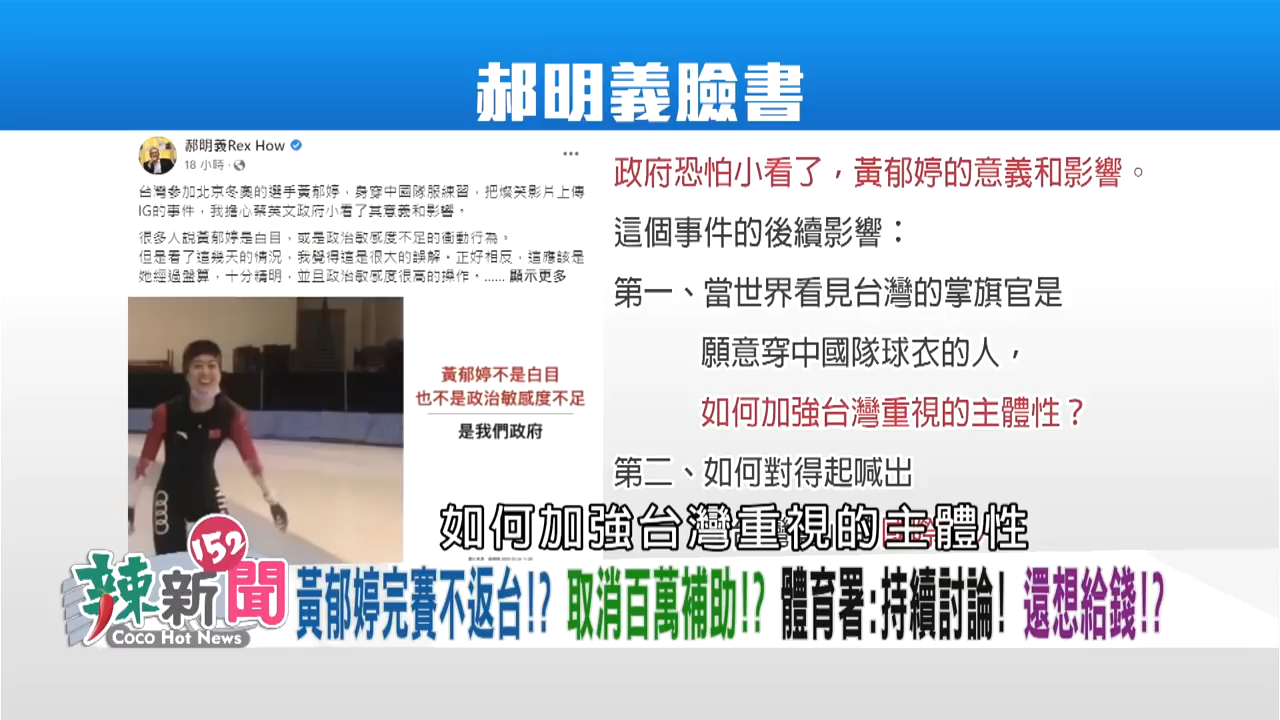 郝明義臉書
郝明義Rex How
18 小時
台灣參加北京冬奧的選手黃郁婷，身穿中國隊服練習，把燦笑影片上傳
IG的事件，我擔心蔡英文政府小看了其意義和影響。
很多人說黃郁婷是白目，或是政治敏感度不足的衝動行為。
但是看了這幾天的情況，我覺得這是很大的誤解。正好相反，這應該是
她經過盤算，十分精明，並且政治敏感度很高的操作。...... 顯示更多
黃郁婷不是白目
也不是政治敏感度不足
是我們政府
政府恐怕小看了，黃郁婷的意義和影響。
這個事件的後續影響：
第一、當世界看見台灣的掌旗官是
願意穿中國隊球衣的人，
如何加強台灣重視的主體性？
第二、如何對得起喊出
如何加強台灣重視的主體性
152
辣新聞
Coco Hot News
黃郁婷完賽不返台!? 取消百萬補助!? 體育署:持續討論! 還想給錢!?